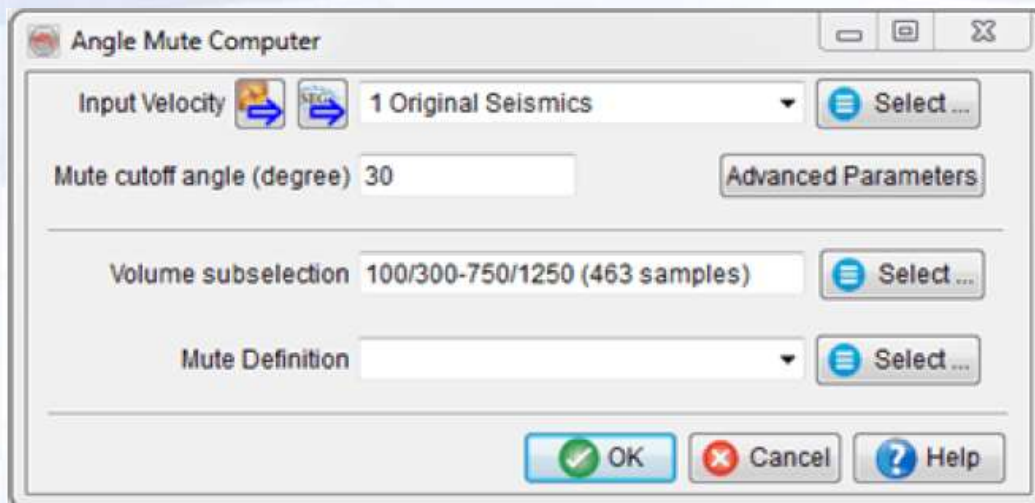 Angle Mute Computer
Input Velocity SEG 1 Original Seismics Select ...
Mute cutoff angle (degree) 30 Advanced Parameters
Volume subselection 100/300-750/1250 (463 samples) Select ...
Mute Definition Select ...
OK Cancel Help